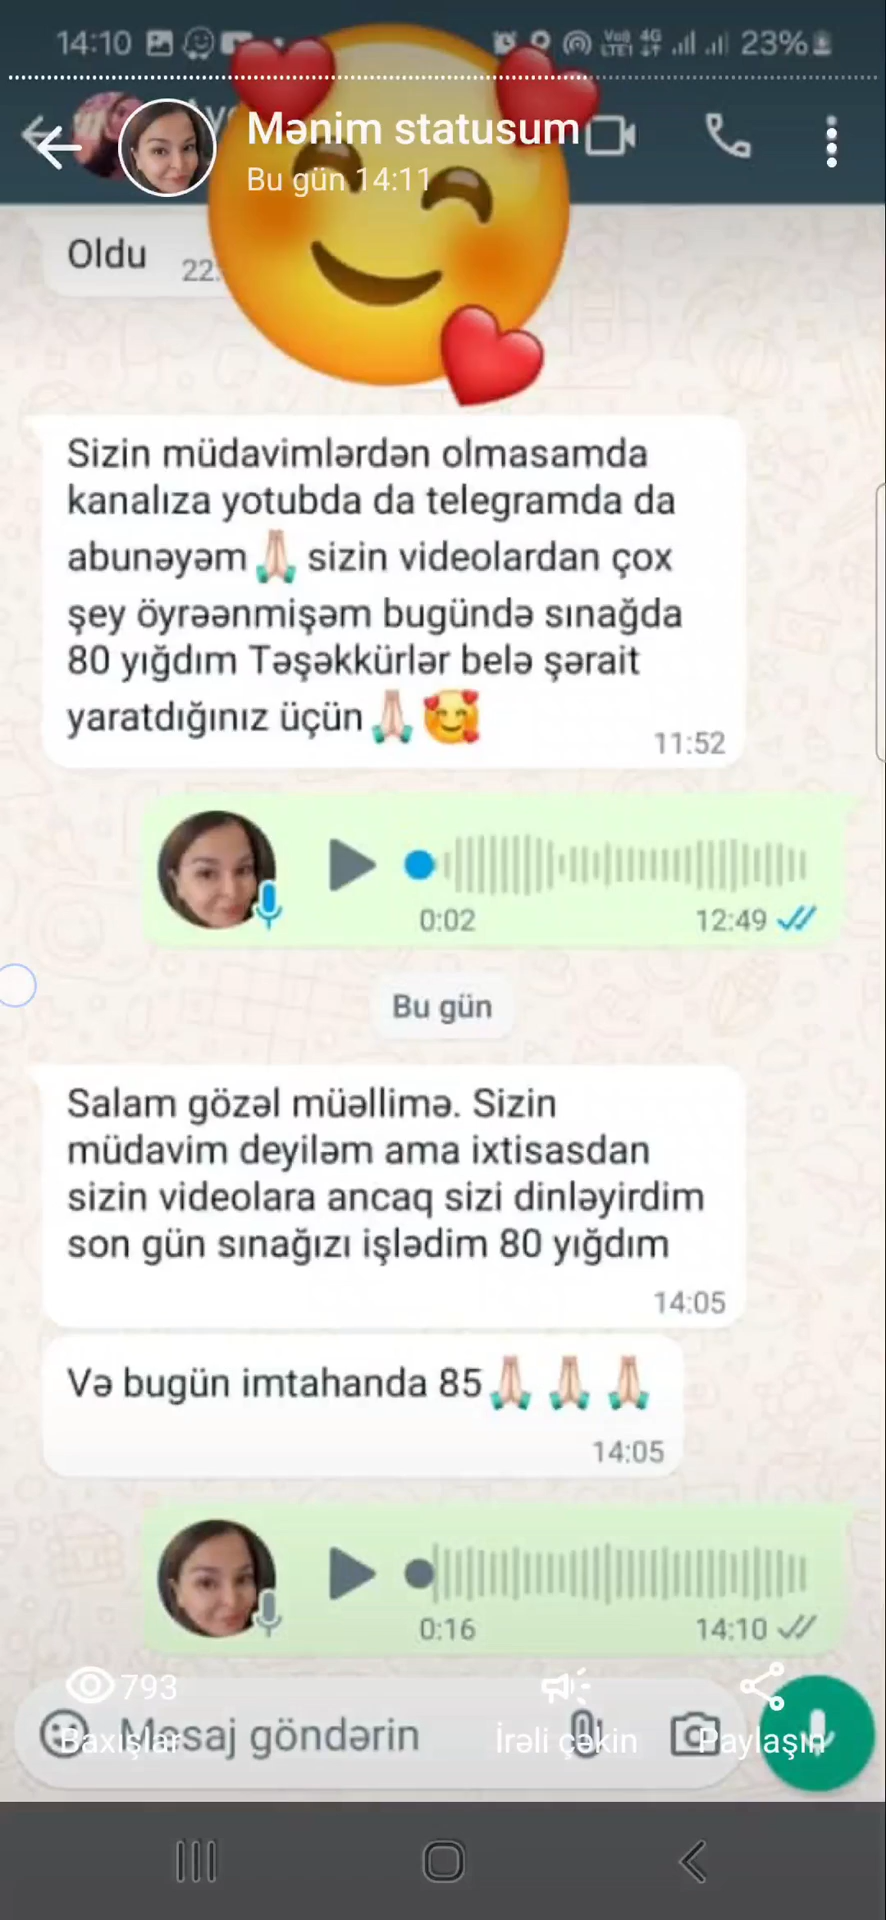 14:10
Vo)) LTE1 4G 23%
Mənim statusum
Bu gün 14:11
Oldu 22:
Sizin müdavimlərdən olmasamda
kanalıza yotubda da telegramda da
abunəyəm🙏🏻 sizin videolardan çox
şey öyrəənmişəm bugündə sınağda
80 yığdım Təşəkkürlər belə şərait
yaratdığınız üçün🙏🏻🥰
11:52
0:02 12:49
Bu gün
Salam gözəl müəllimə. Sizin
müdavim deyiləm ama ixtisasdan
sizin videolara ancaq sizi dinləyirdim
son gün sınağızı işlədim 80 yığdım
14:05
Və bugün imtahanda 85🙏🏻🙏🏻🙏🏻
14:05
0:16 14:10
793
Mesaj göndərin
Baxışlar İrəli çəkin Paylaşın